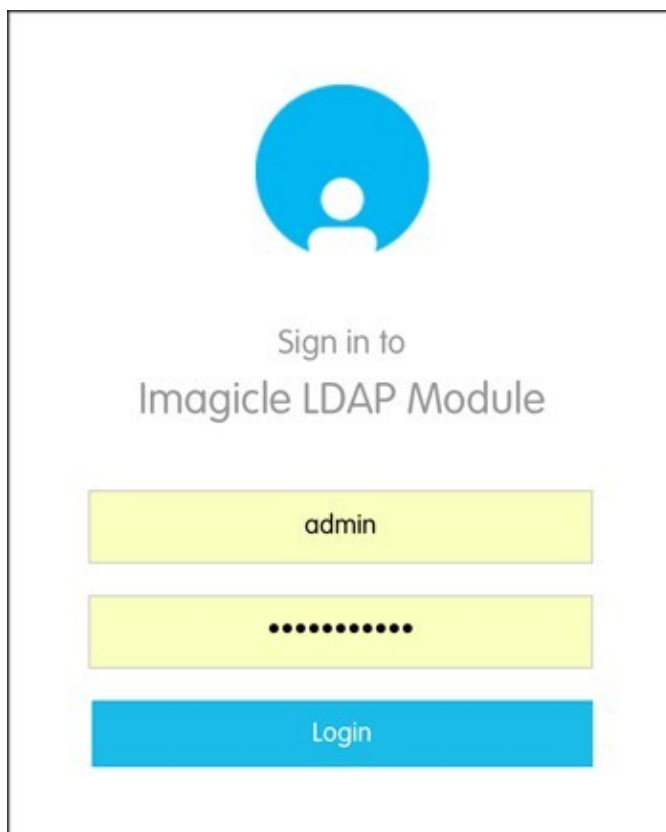 Sign in to
Imagicle LDAP Module
admin
•••••••••••
Login